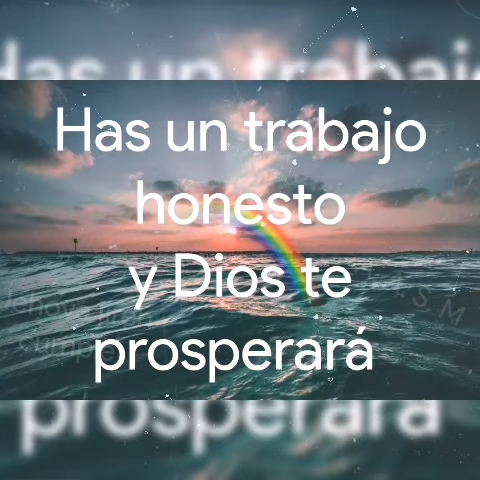 Has un trabajo
honesto
y Dios te
prosperará